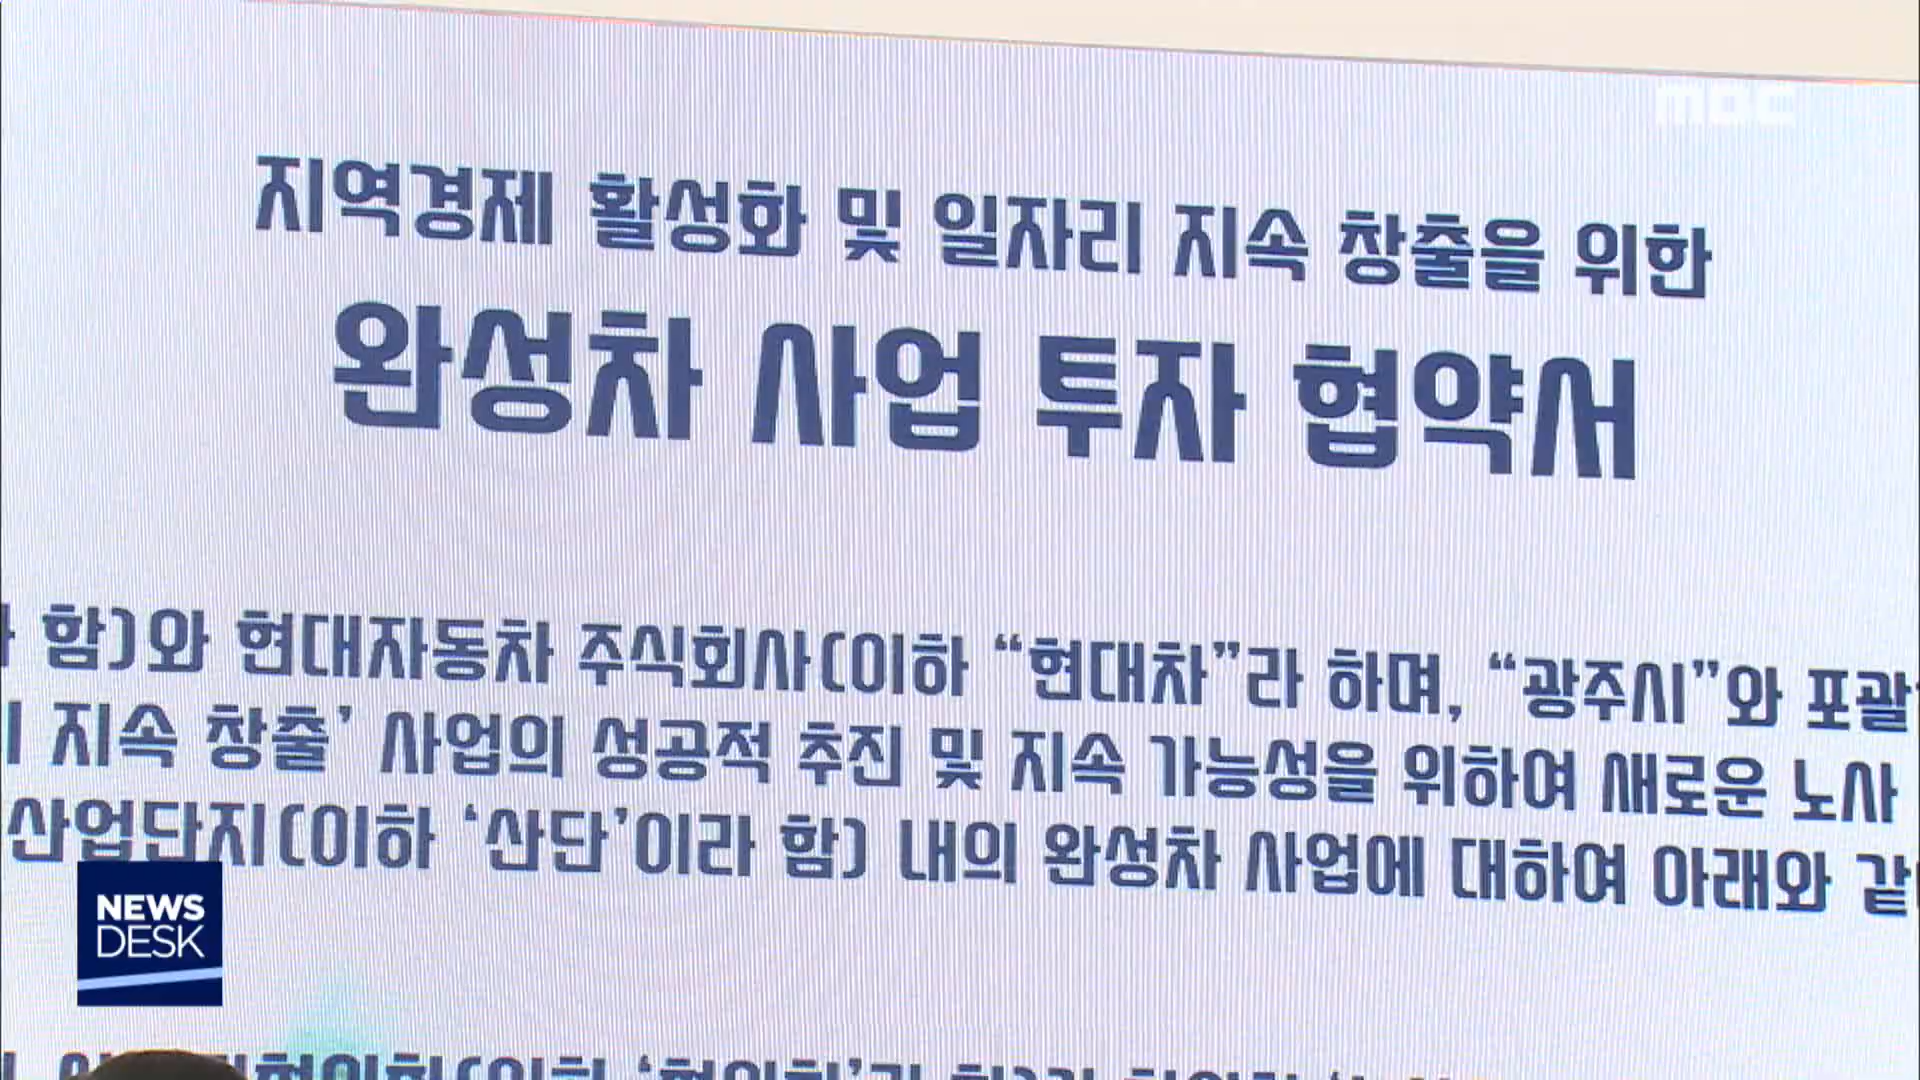 mbc
지역경제 활성화 및 일자리 지속 창출을 위한
완성차 사업 투자 협약서
함)와 현대자동차 주식회사(이하 “현대차”라 하며, “광주시”와 포괄
지속 창출’ 사업의 성공적 추진 및 지속 가능성을 위하여 새로운 노사
산업단지(이하 ‘산단’이라 함) 내의 완성차 사업에 대하여 아래와
NEWS
DESK